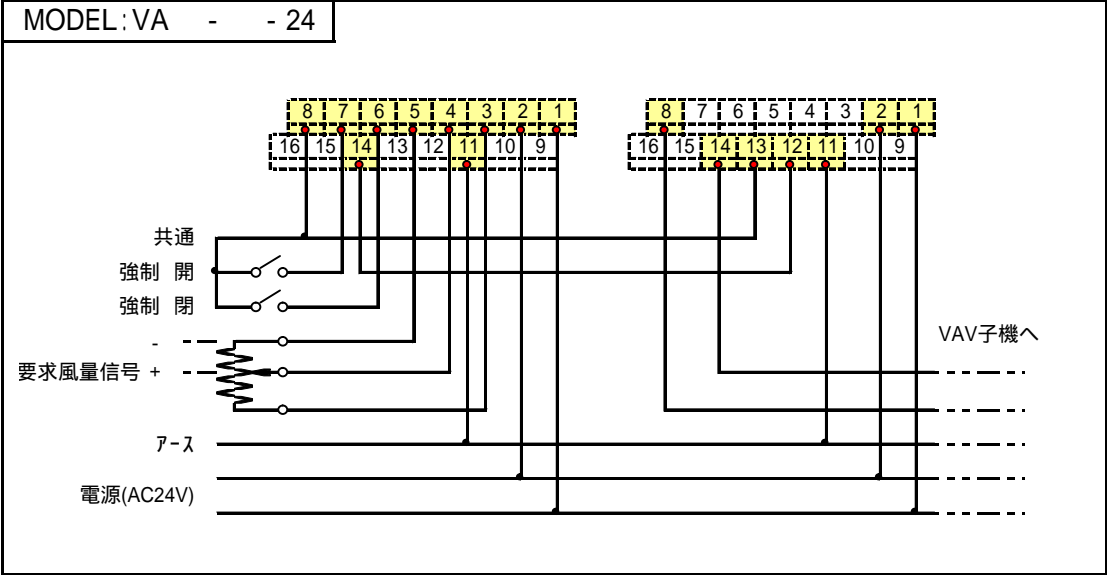 MODEL:VA - - 24
8 7 6 5 4 3 2 1
16 15 14 13 12 11 10 9
8 7 6 5 4 3 2 1
16 15 14 13 12 11 10 9
共通
強制 開
強制 閉
-
要求風量信号 +
アース
電源(AC24V)
VAV子機へ